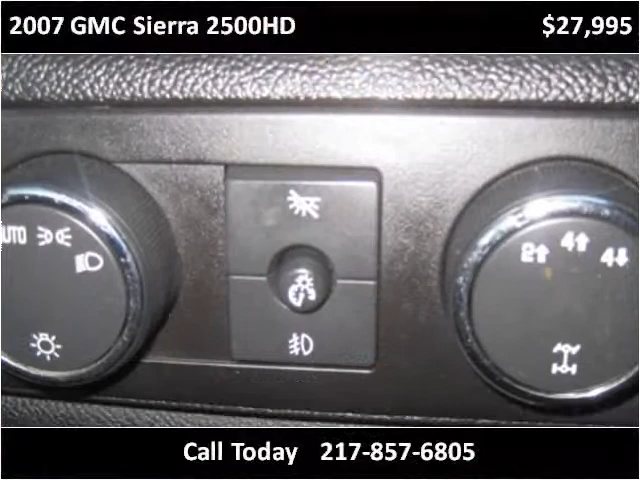 2007 GMC Sierra 2500HD $27,995
AUTO
2↑ 4↑ 4↓
Call Today 217-857-6805